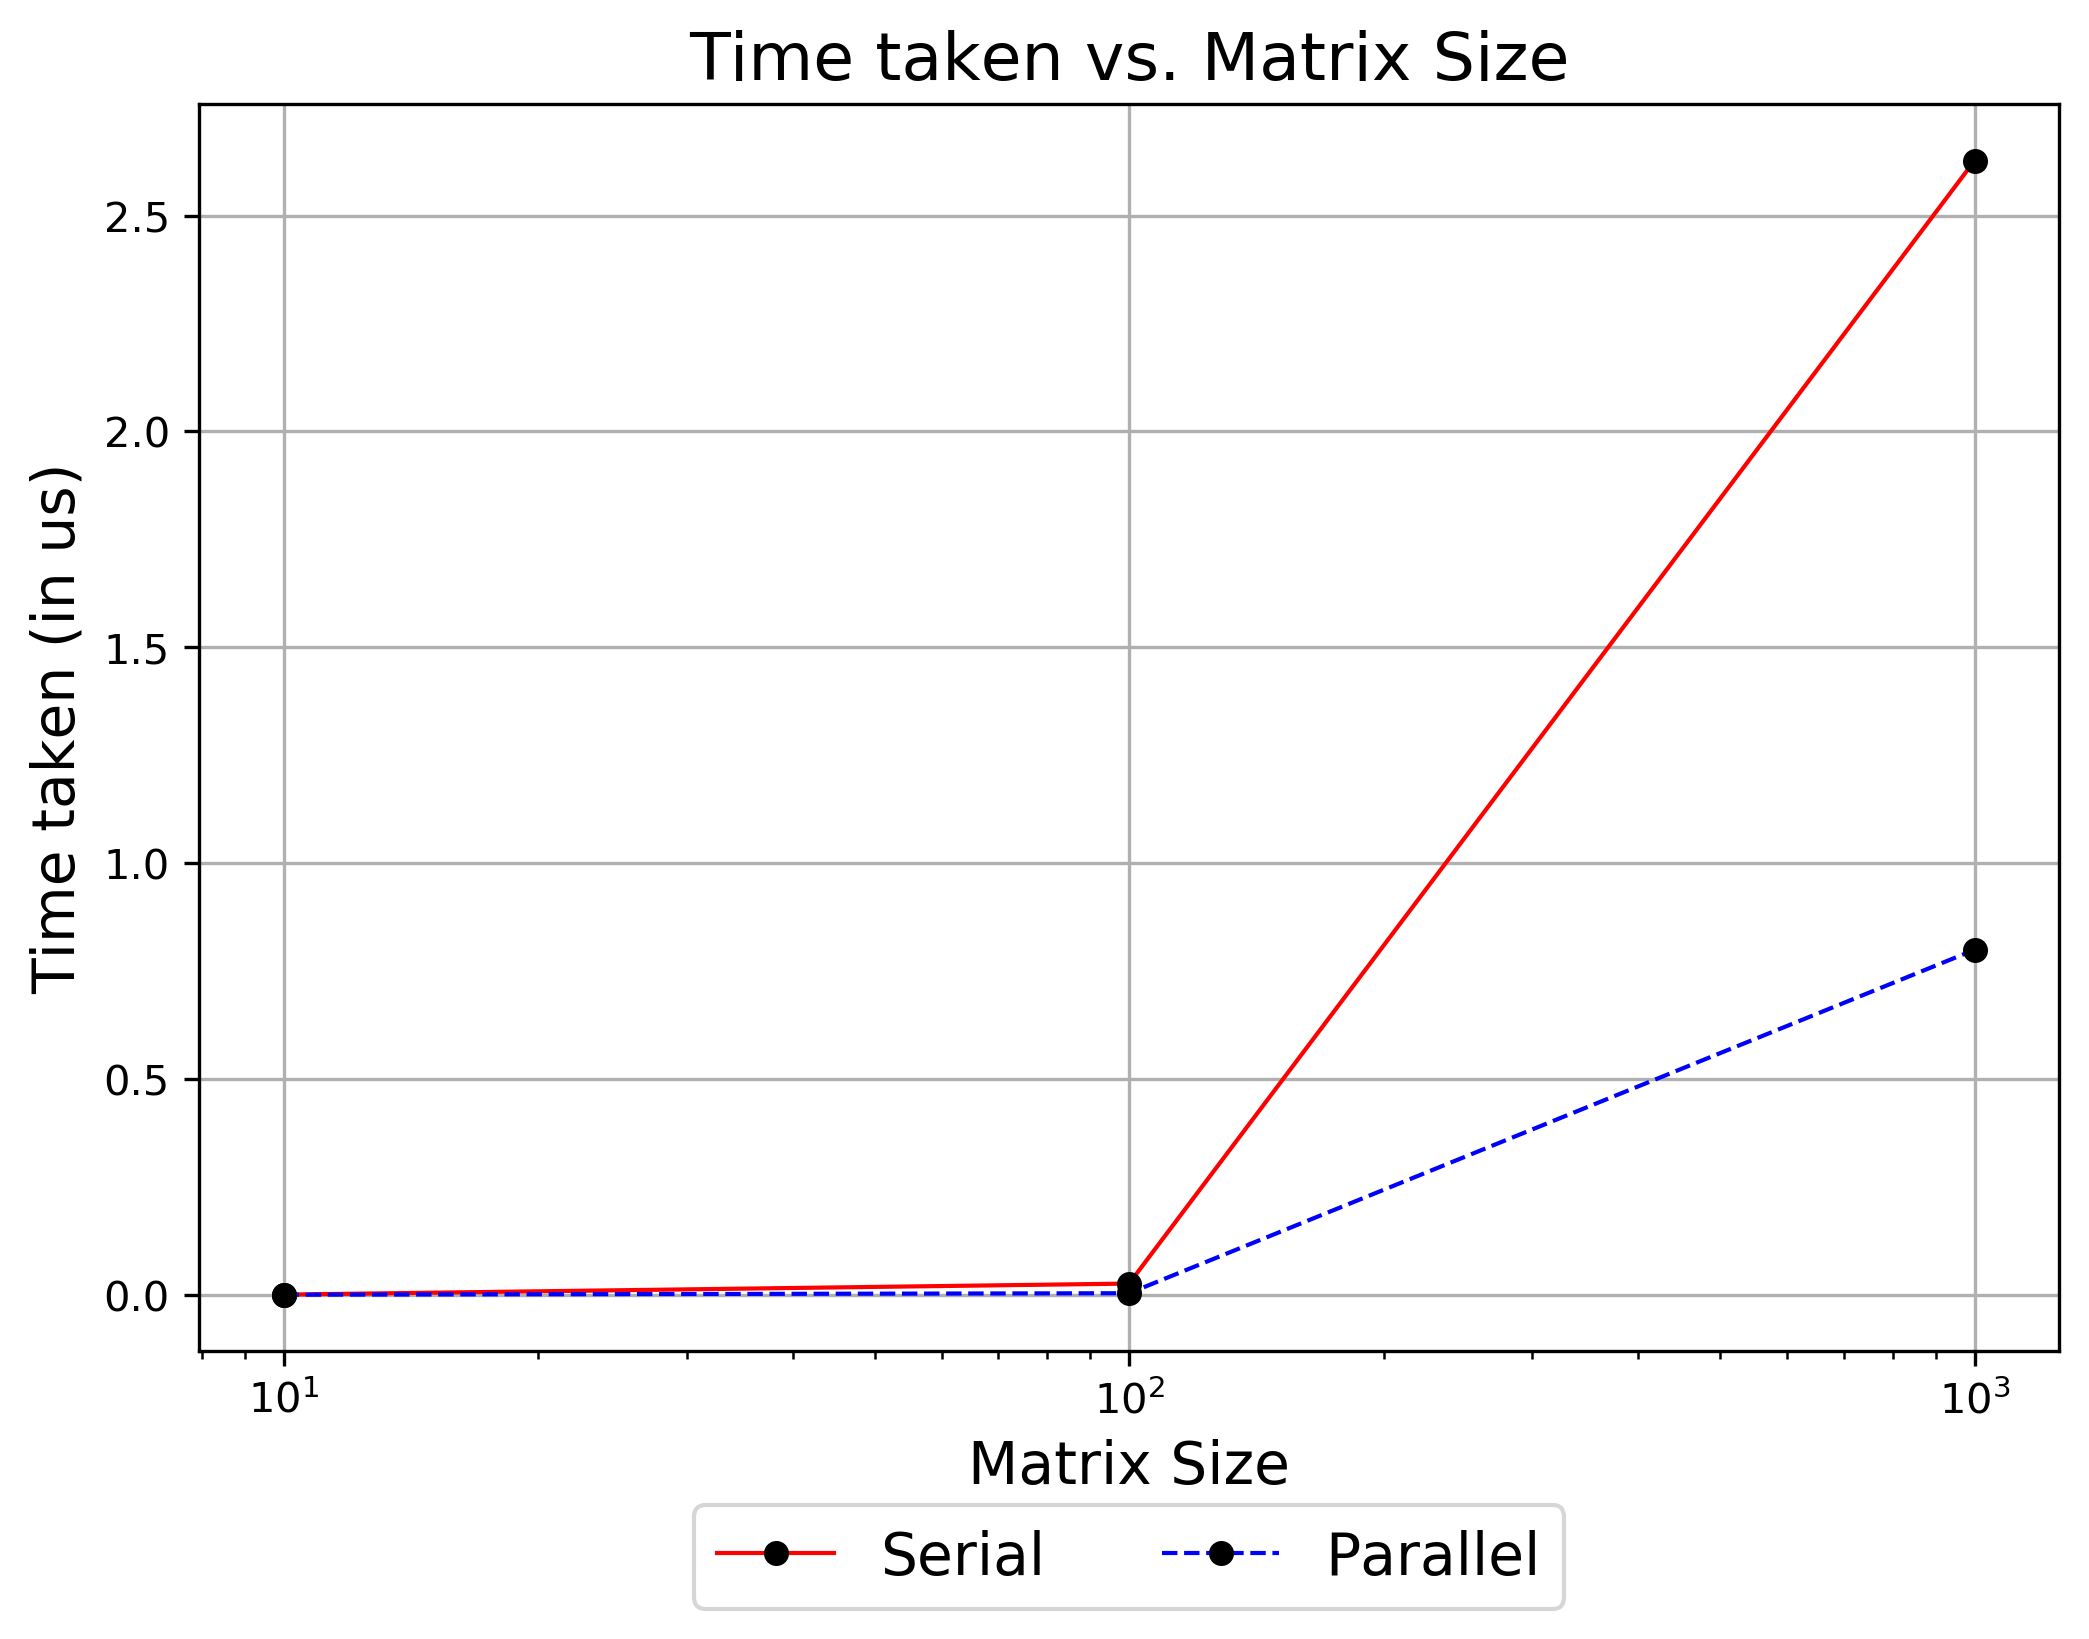 Time taken vs. Matrix Size
Time taken (in us)
2.5
2.0
1.5
1.0
0.5
0.0
10¹ 10² 10³
Matrix Size
Serial Parallel